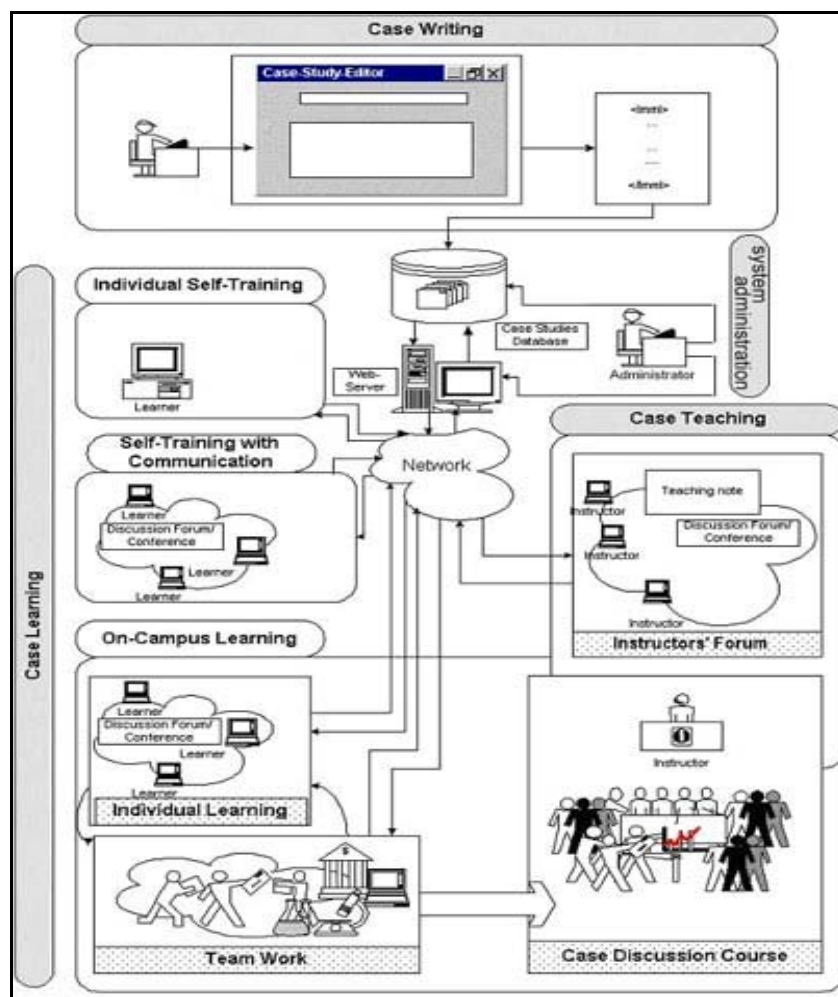 Case Writing
Case-Study-Editor
<lmml>
...
...
....
</lmml>
system
administration
Individual Self-Training
Case Studies
Database
Web-
Server
Administrator
Learner
Case Teaching
Self-Training with
Communication
Network
Teaching note
Instructor
Discussion Forum/
Conference
Instructor
Instructor
Instructors' Forum
Learner
Discussion Forum/
Conference
Learner
Learner
Case Learning
On-Campus Learning
Learner
Discussion Forum/
Conference
Learner
Learner
Individual Learning
Instructor
$
Team Work
Case Discussion Course